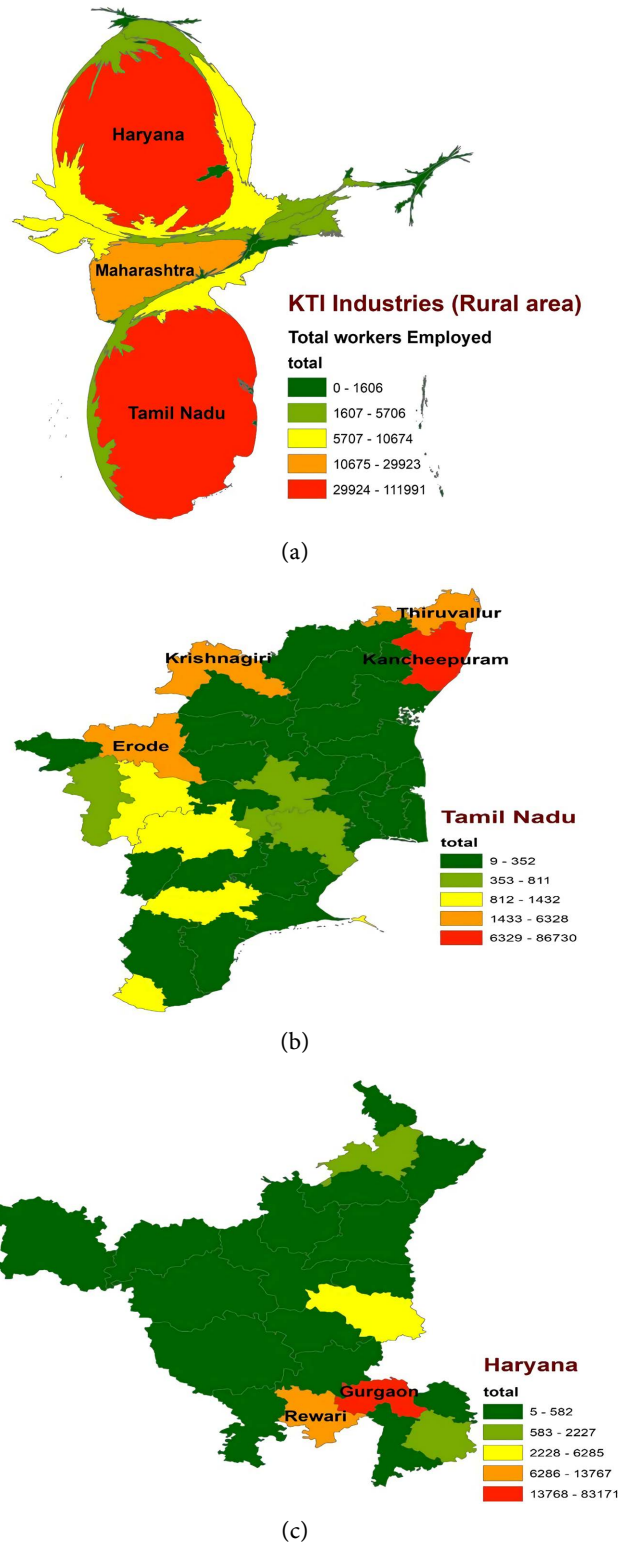 Haryana
Maharashtra
Tamil Nadu
KTI Industries (Rural area)
Total workers Employed
total
0 - 1606
1607 - 5706
5707 - 10674
10675 - 29923
29924 - 111991
(a)
Thiruvallur
Krishnagiri
Kancheepuram
Erode
Tamil Nadu
total
9 - 352
353 - 811
812 - 1432
1433 - 6328
6329 - 86730
(b)
Gurgaon
Rewari
Haryana
total
5 - 582
583 - 2227
2228 - 6285
6286 - 13767
13768 - 83171
(c)